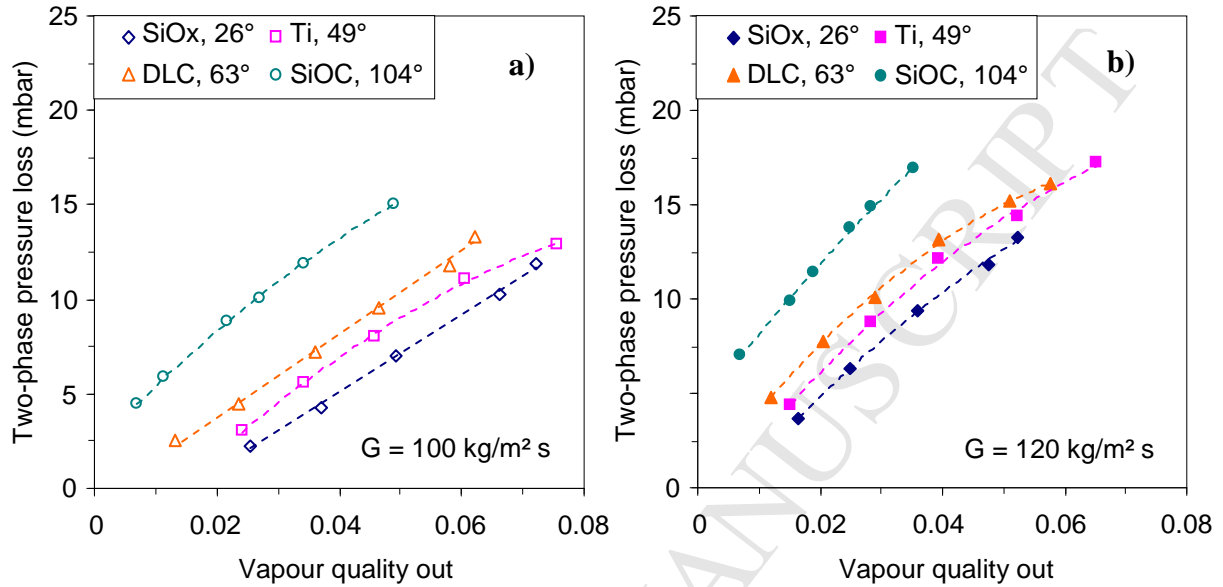 25
20
15
10
5
0
Two-phase pressure loss (mbar)
SiOx, 26° Ti, 49°
DLC, 63° SiOC, 104°
a)
G = 100 kg/m² s
0 0.02 0.04 0.06 0.08
Vapour quality out
25
20
15
10
5
0
Two-phase pressure loss (mbar)
SiOx, 26° Ti, 49°
DLC, 63° SiOC, 104°
b)
G = 120 kg/m² s
0 0.02 0.04 0.06 0.08
Vapour quality out
ANUSCRIPT